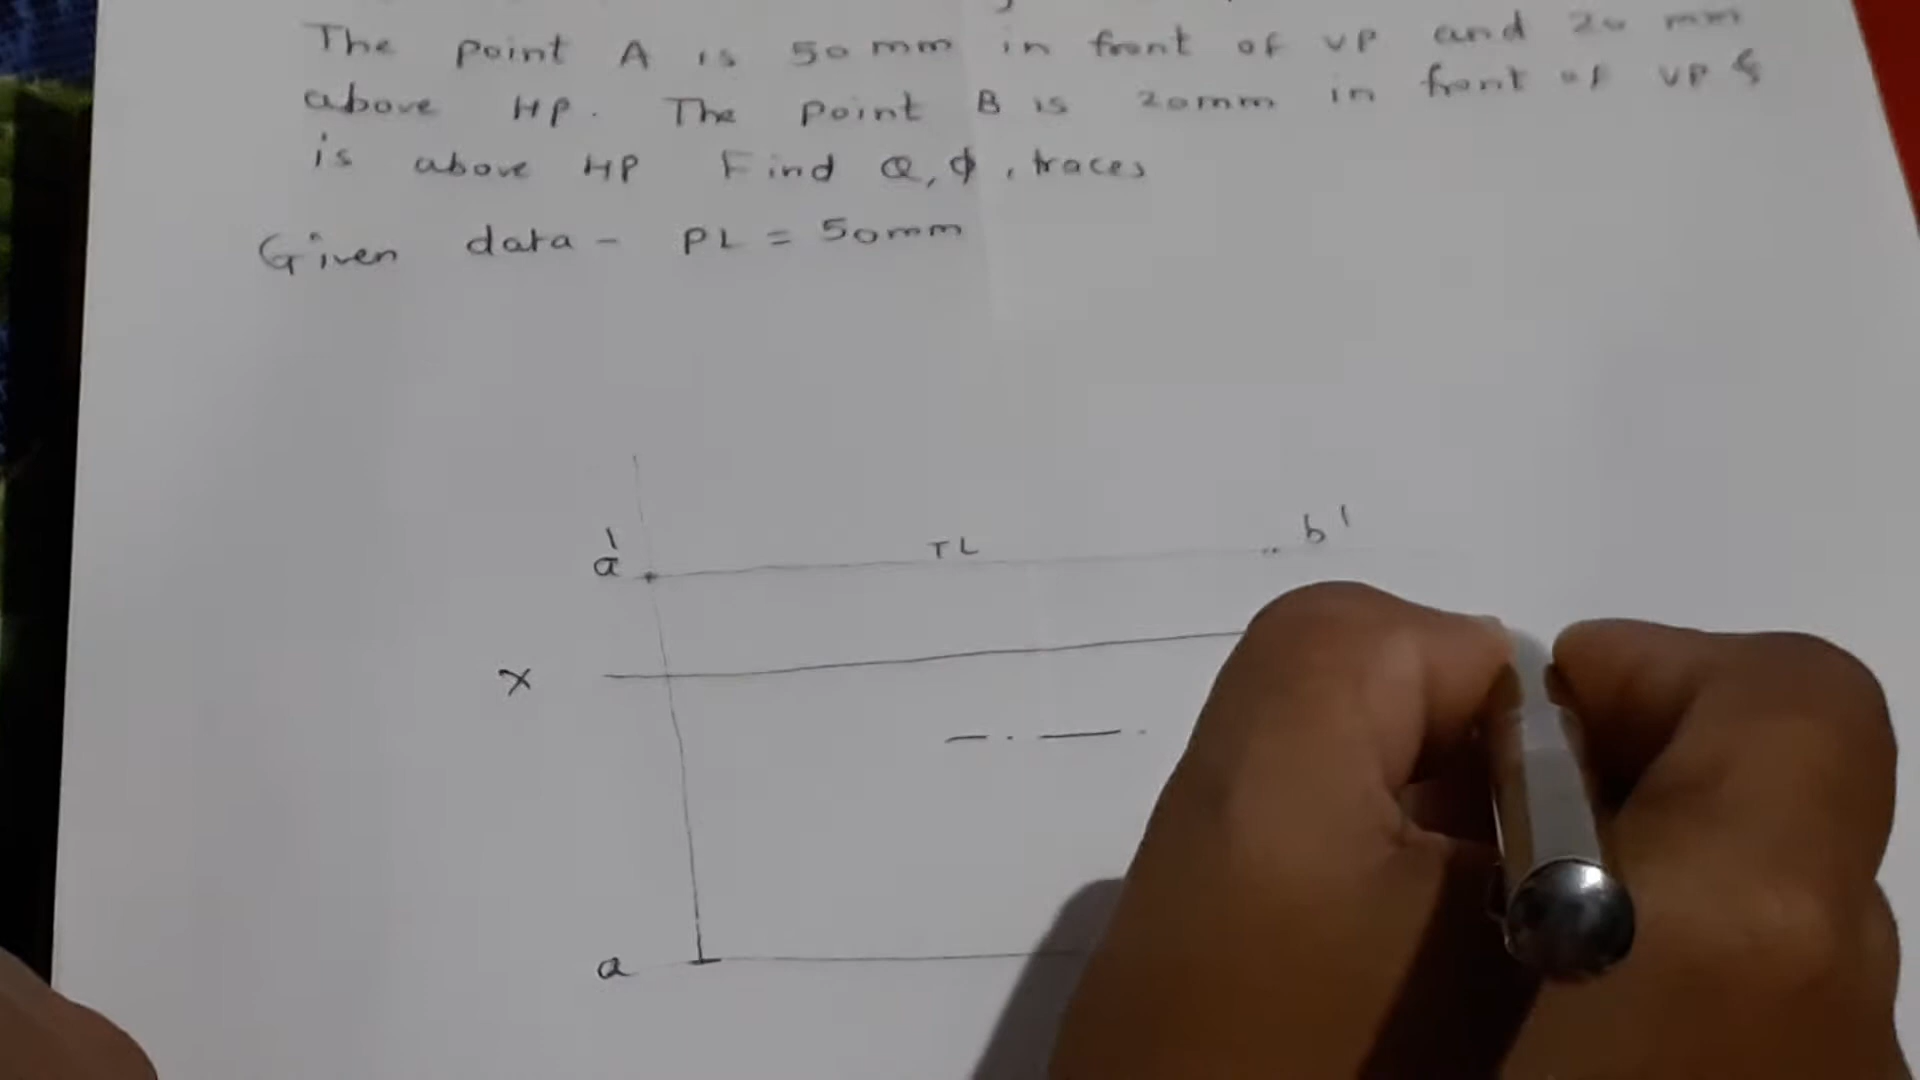 The point A is 50 mm in front of VP and 20 mm
above HP. The point B is 20mm in front of VP &
is above HP Find θ, ϕ, traces
Given data - PL = 50mm
a' TL b'
X
a